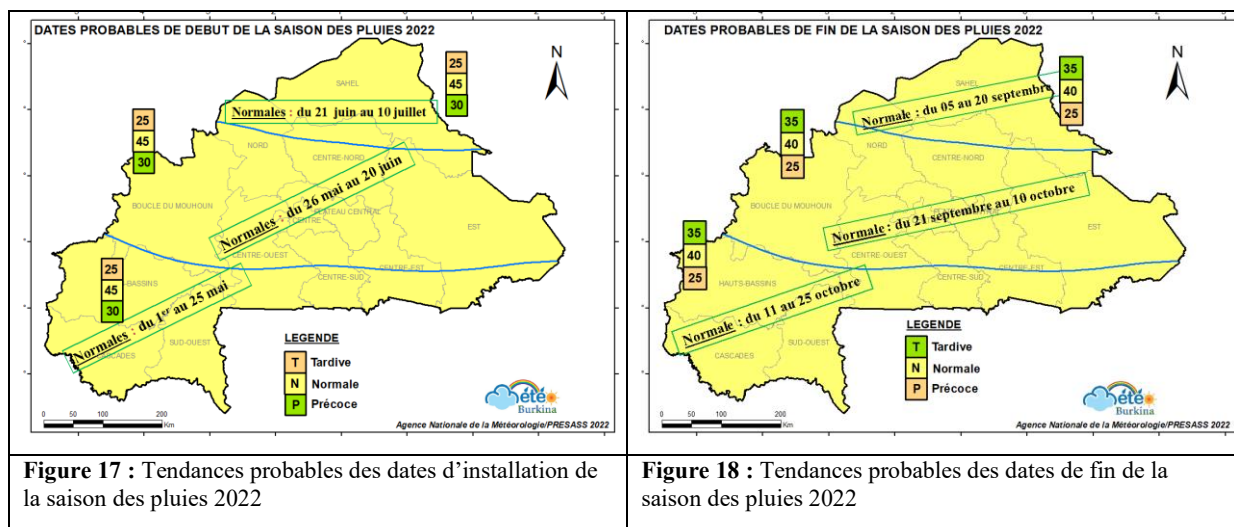 DATES PROBABLES DE DEBUT DE LA SAISON DES PLUIES 2022
N
25
45
30
SAHEL
Normales : du 21 juin au 10 juillet
25
45
30
NORD
CENTRE-NORD
Normales : du 26 mai au 20 juin
BOUCLE DU MOUHOUN
PLATEAU CENTRAL
CENTRE
EST
CENTRE-OUEST
CENTRE-EST
CENTRE-SUD
25
45
30
-BASSINS
Normales : du 1er au 25 mai
SUD-OUEST
CASCADES
LEGENDE
T Tardive
N Normale
P Précoce
météo
Burkina
0 50 100 200
Km
Agence Nationale de la Météorologie/PRESASS 2022
Figure 17 : Tendances probables des dates d’installation de
la saison des pluies 2022
DATES PROBABLES DE FIN DE LA SAISON DES PLUIES 2022
N
35
40
25
SAHEL
Normale : du 05 au 20 septembre
35
40
25
NORD
CENTRE-NORD
BOUCLE DU MOUHOUN
Normale : du 21 septembre au 10 octobre
EST
35
40
25
CENTRE-OUEST
CENTRE-EST
CENTRE-SUD
HAUTS-BASSINS
Normale : du 11 au 25 octobre
SUD-OUEST
CASCADES
LEGENDE
T Tardive
N Normale
P Précoce
météo
Burkina
0 50 100 200
Km
Agence Nationale de la Météorologie/PRESASS 2022
Figure 18 : Tendances probables des dates de fin de la
saison des pluies 2022